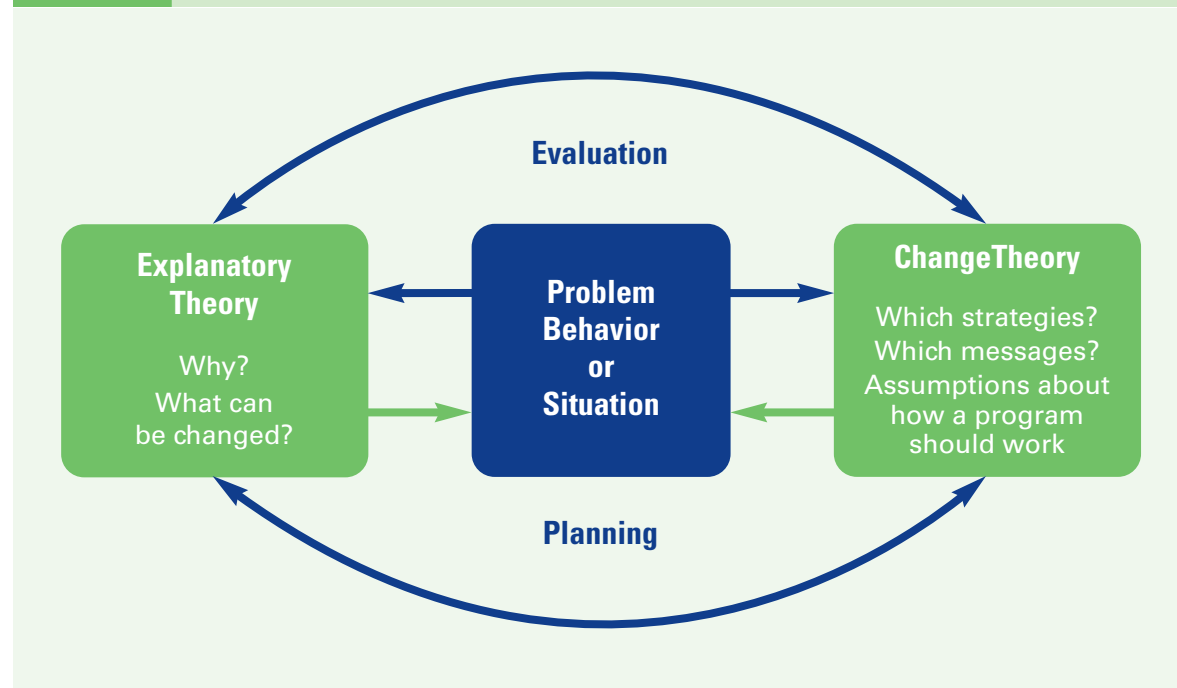 Evaluation
Explanatory
Theory
Why?
What can
be changed?
Problem
Behavior
or
Situation
ChangeTheory
Which strategies?
Which messages?
Assumptions about
how a program
should work
Planning